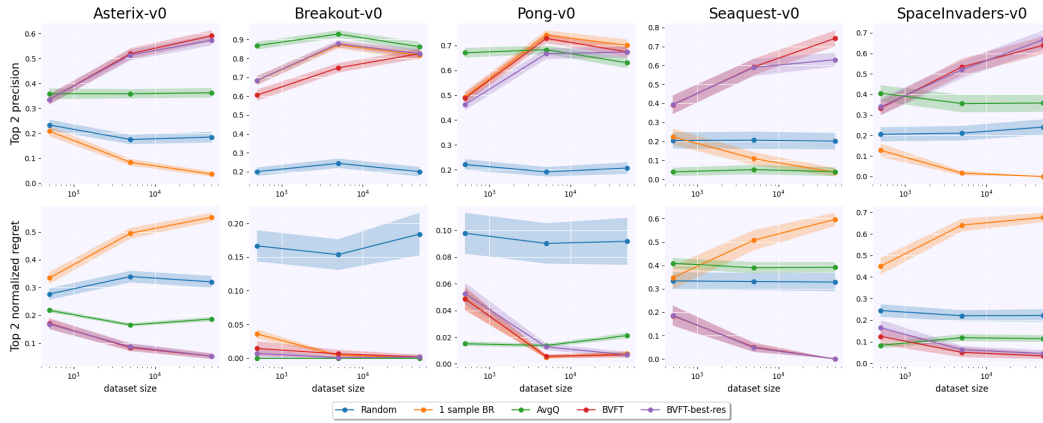 Asterix-v0 Breakout-v0 Pong-v0 Seaquest-v0 SpaceInvaders-v0
Top 2 precision
0.6 0.5 0.4 0.3 0.2 0.1 0.0
0.9 0.8 0.7 0.6 0.5 0.4 0.3 0.2
0.7 0.6 0.5 0.4 0.3 0.2
0.8 0.7 0.6 0.5 0.4 0.3 0.2 0.1 0.0
0.7 0.6 0.5 0.4 0.3 0.2 0.1 0.0
10³ 10⁴ 10³ 10⁴ 10³ 10⁴ 10³ 10⁴ 10³ 10⁴
Top 2 normalized regret
0.5 0.4 0.3 0.2 0.1
0.20 0.15 0.10 0.05 0.00
0.10 0.08 0.06 0.04 0.02 0.00
0.6 0.5 0.4 0.3 0.2 0.1 0.0
0.7 0.6 0.5 0.4 0.3 0.2 0.1 0.0
10³ 10⁴ 10³ 10⁴ 10³ 10⁴ 10³ 10⁴ 10³ 10⁴
dataset size dataset size dataset size dataset size dataset size
Random 1 sample BR AvgQ BVFT BVFT-best-res